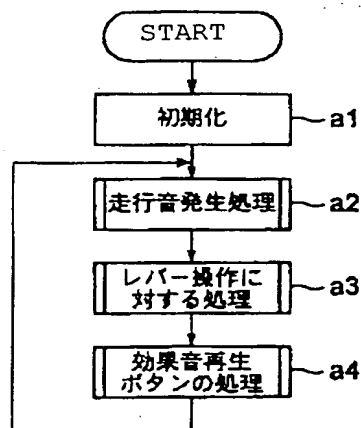 START
初期化
a1
走行音発生処理
a2
レバー操作に
対する処理
a3
効果音再生
ボタンの処理
a4